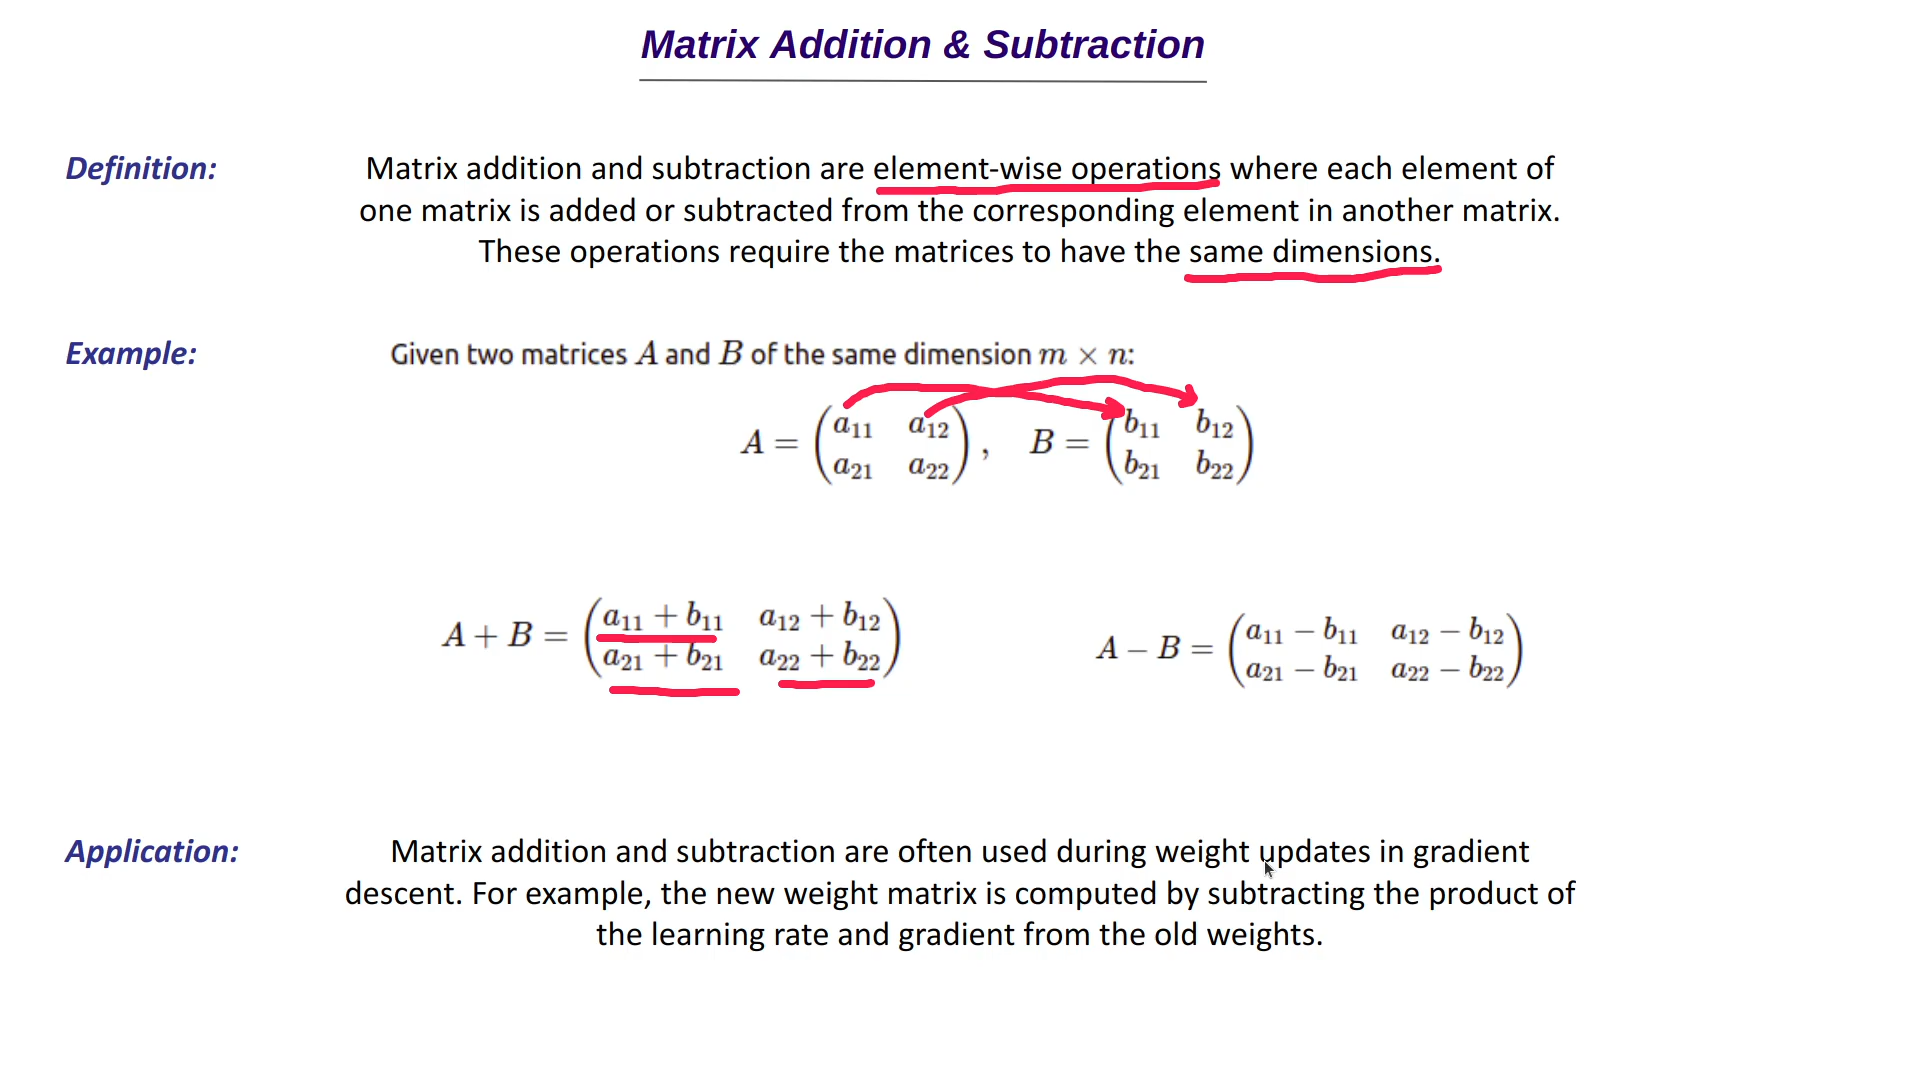 Matrix Addition & Subtraction
Definition:
Matrix addition and subtraction are element-wise operations where each element of
one matrix is added or subtracted from the corresponding element in another matrix.
These operations require the matrices to have the same dimensions.
Example:
Given two matrices A and B of the same dimension m × n:
A = (a₁₁ a₁₂
a₂₁ a₂₂), B = (b₁₁ b₁₂
b₂₁ b₂₂)
A + B = (a₁₁ + b₁₁ a₁₂ + b₁₂
a₂₁ + b₂₁ a₂₂ + b₂₂)
A − B = (a₁₁ − b₁₁ a₁₂ − b₁₂
a₂₁ − b₂₁ a₂₂ − b₂₂)
Application:
Matrix addition and subtraction are often used during weight updates in gradient
descent. For example, the new weight matrix is computed by subtracting the product of
the learning rate and gradient from the old weights.